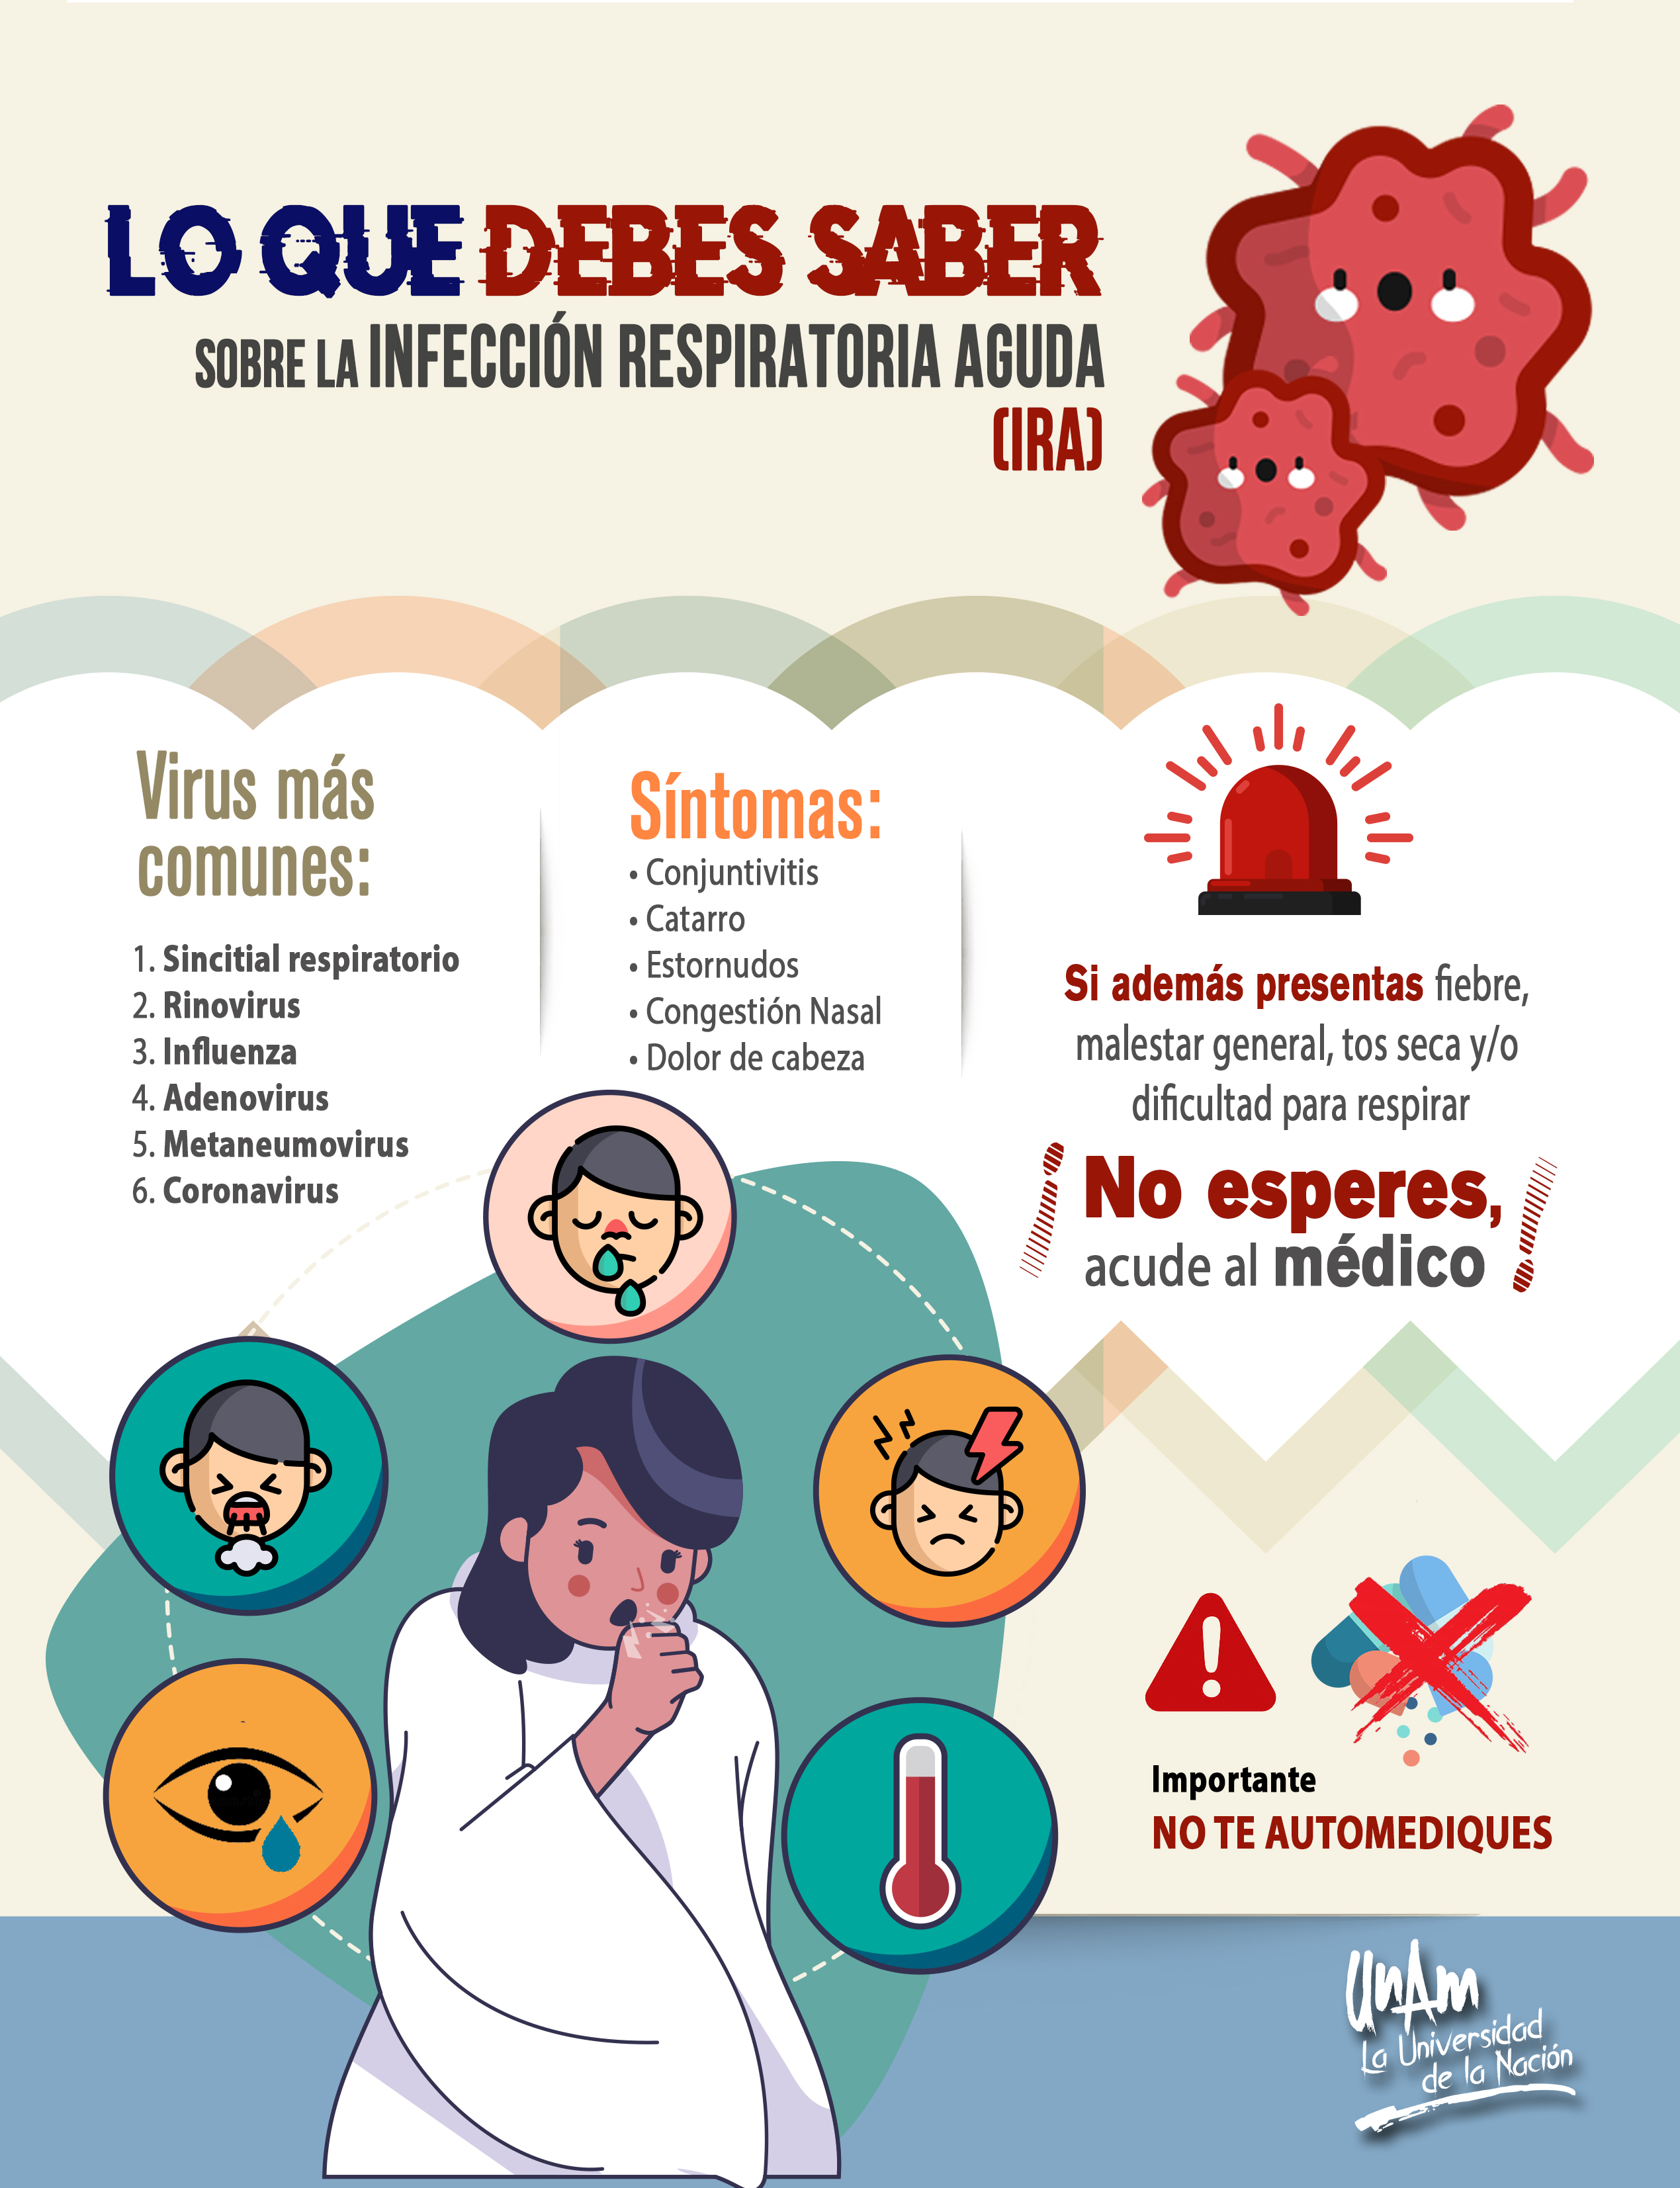 LO QUE DEBES SABER
SOBRE LA INFECCIÓN RESPIRATORIA AGUDA
(IRA)
Virus más
comunes:
1. Sincitial respiratorio
2. Rinovirus
3. Influenza
4. Adenovirus
5. Metaneumovirus
6. Coronavirus
Síntomas:
• Conjuntivitis
• Catarro
• Estornudos
• Congestión Nasal
• Dolor de cabeza
Si además presentas fiebre,
malestar general, tos seca y/o
dificultad para respirar
¡No esperes,
acude al médico!
Importante
NO TE AUTOMEDIQUES
UnAm
La Universidad
de la Nación